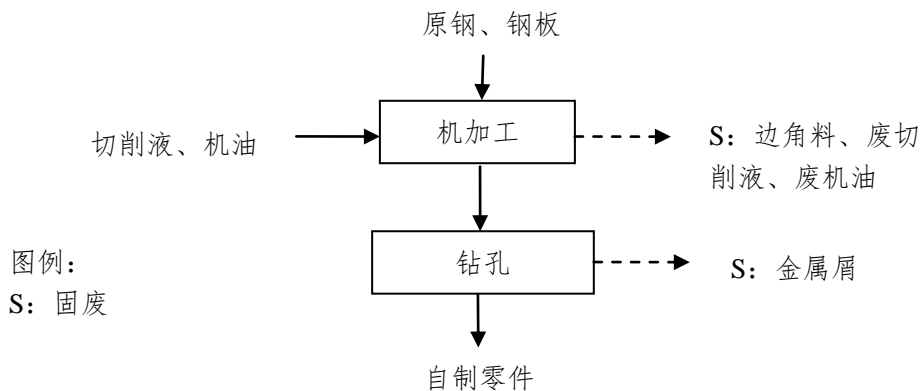 原钢、钢板
切削液、机油
机加工
S：边角料、废切
削液、废机油
钻孔
S：金属屑
图例：
S：固废
自制零件